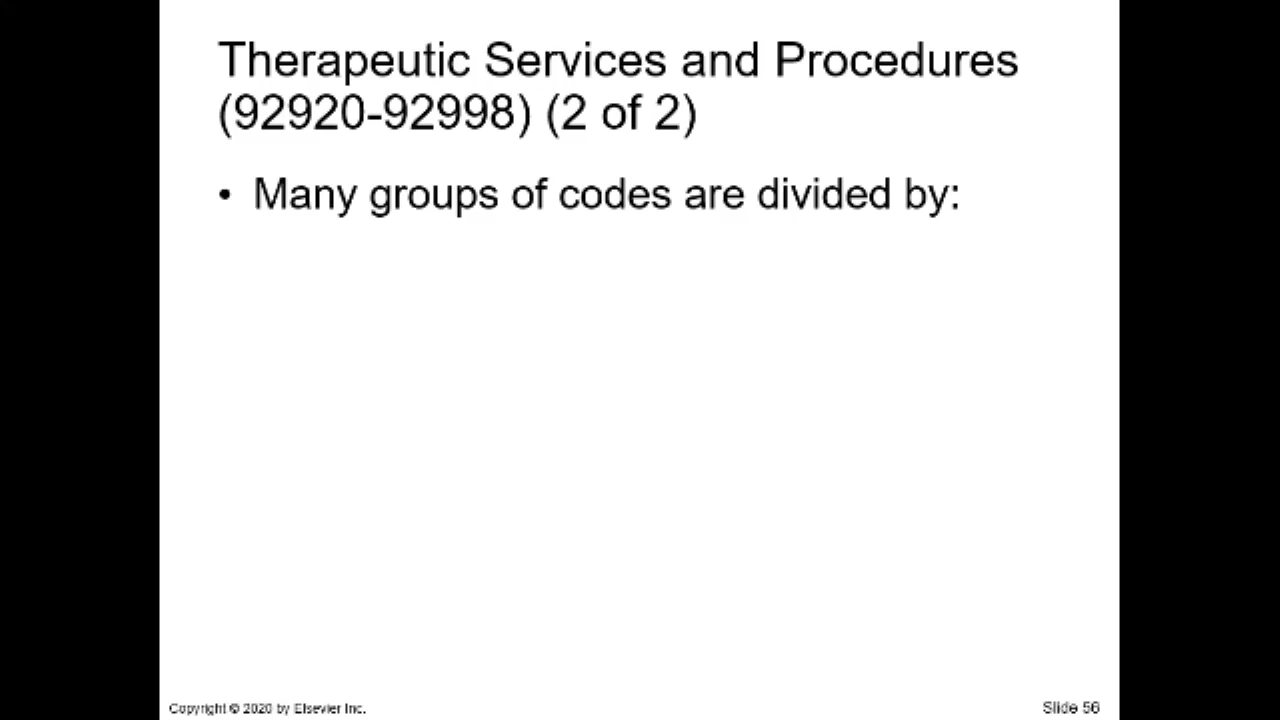 Therapeutic Services and Procedures
(92920-92998) (2 of 2)
• Many groups of codes are divided by:
Copyright © 2020 by Elsevier Inc.
Slide 56